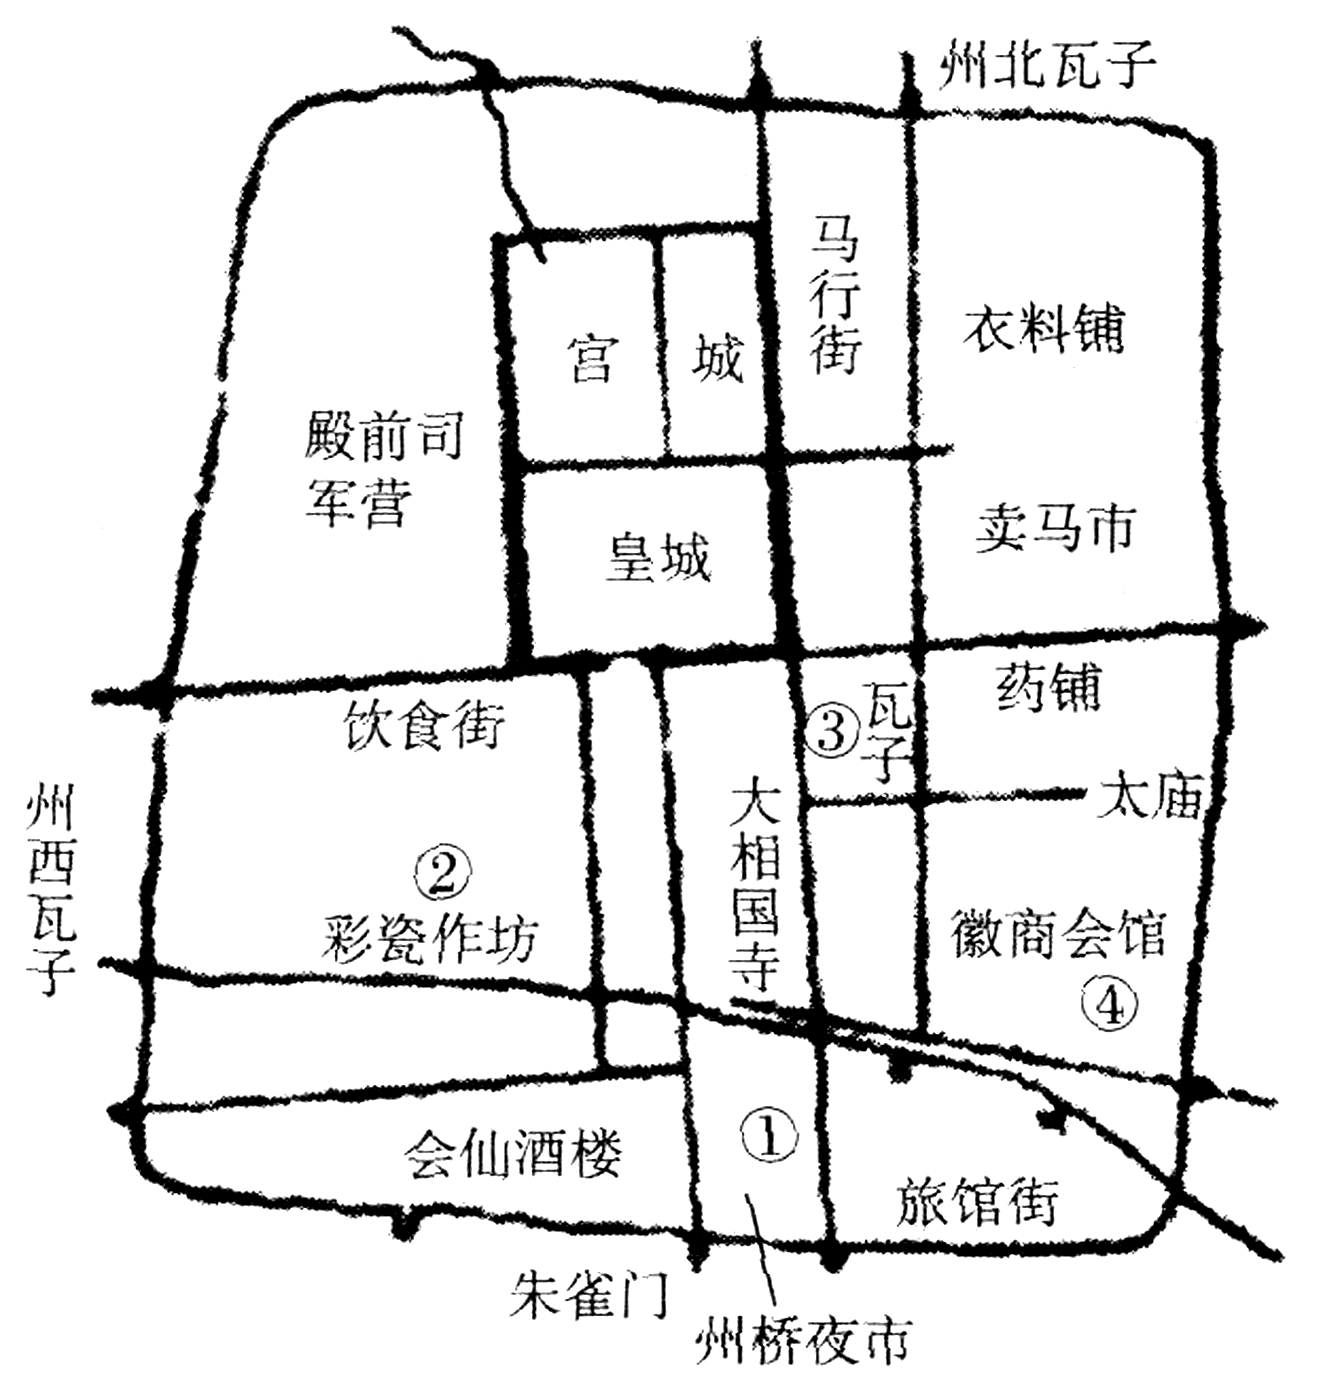 州北瓦子
马行街
衣料铺
宫 城
殿前司
军营
卖马市
皇城
药铺
饮食街
③
瓦子
太庙
州西瓦子
大相国寺
②
彩瓷作坊
徽商会馆
④
①
会仙酒楼
旅馆街
朱雀门
州桥夜市